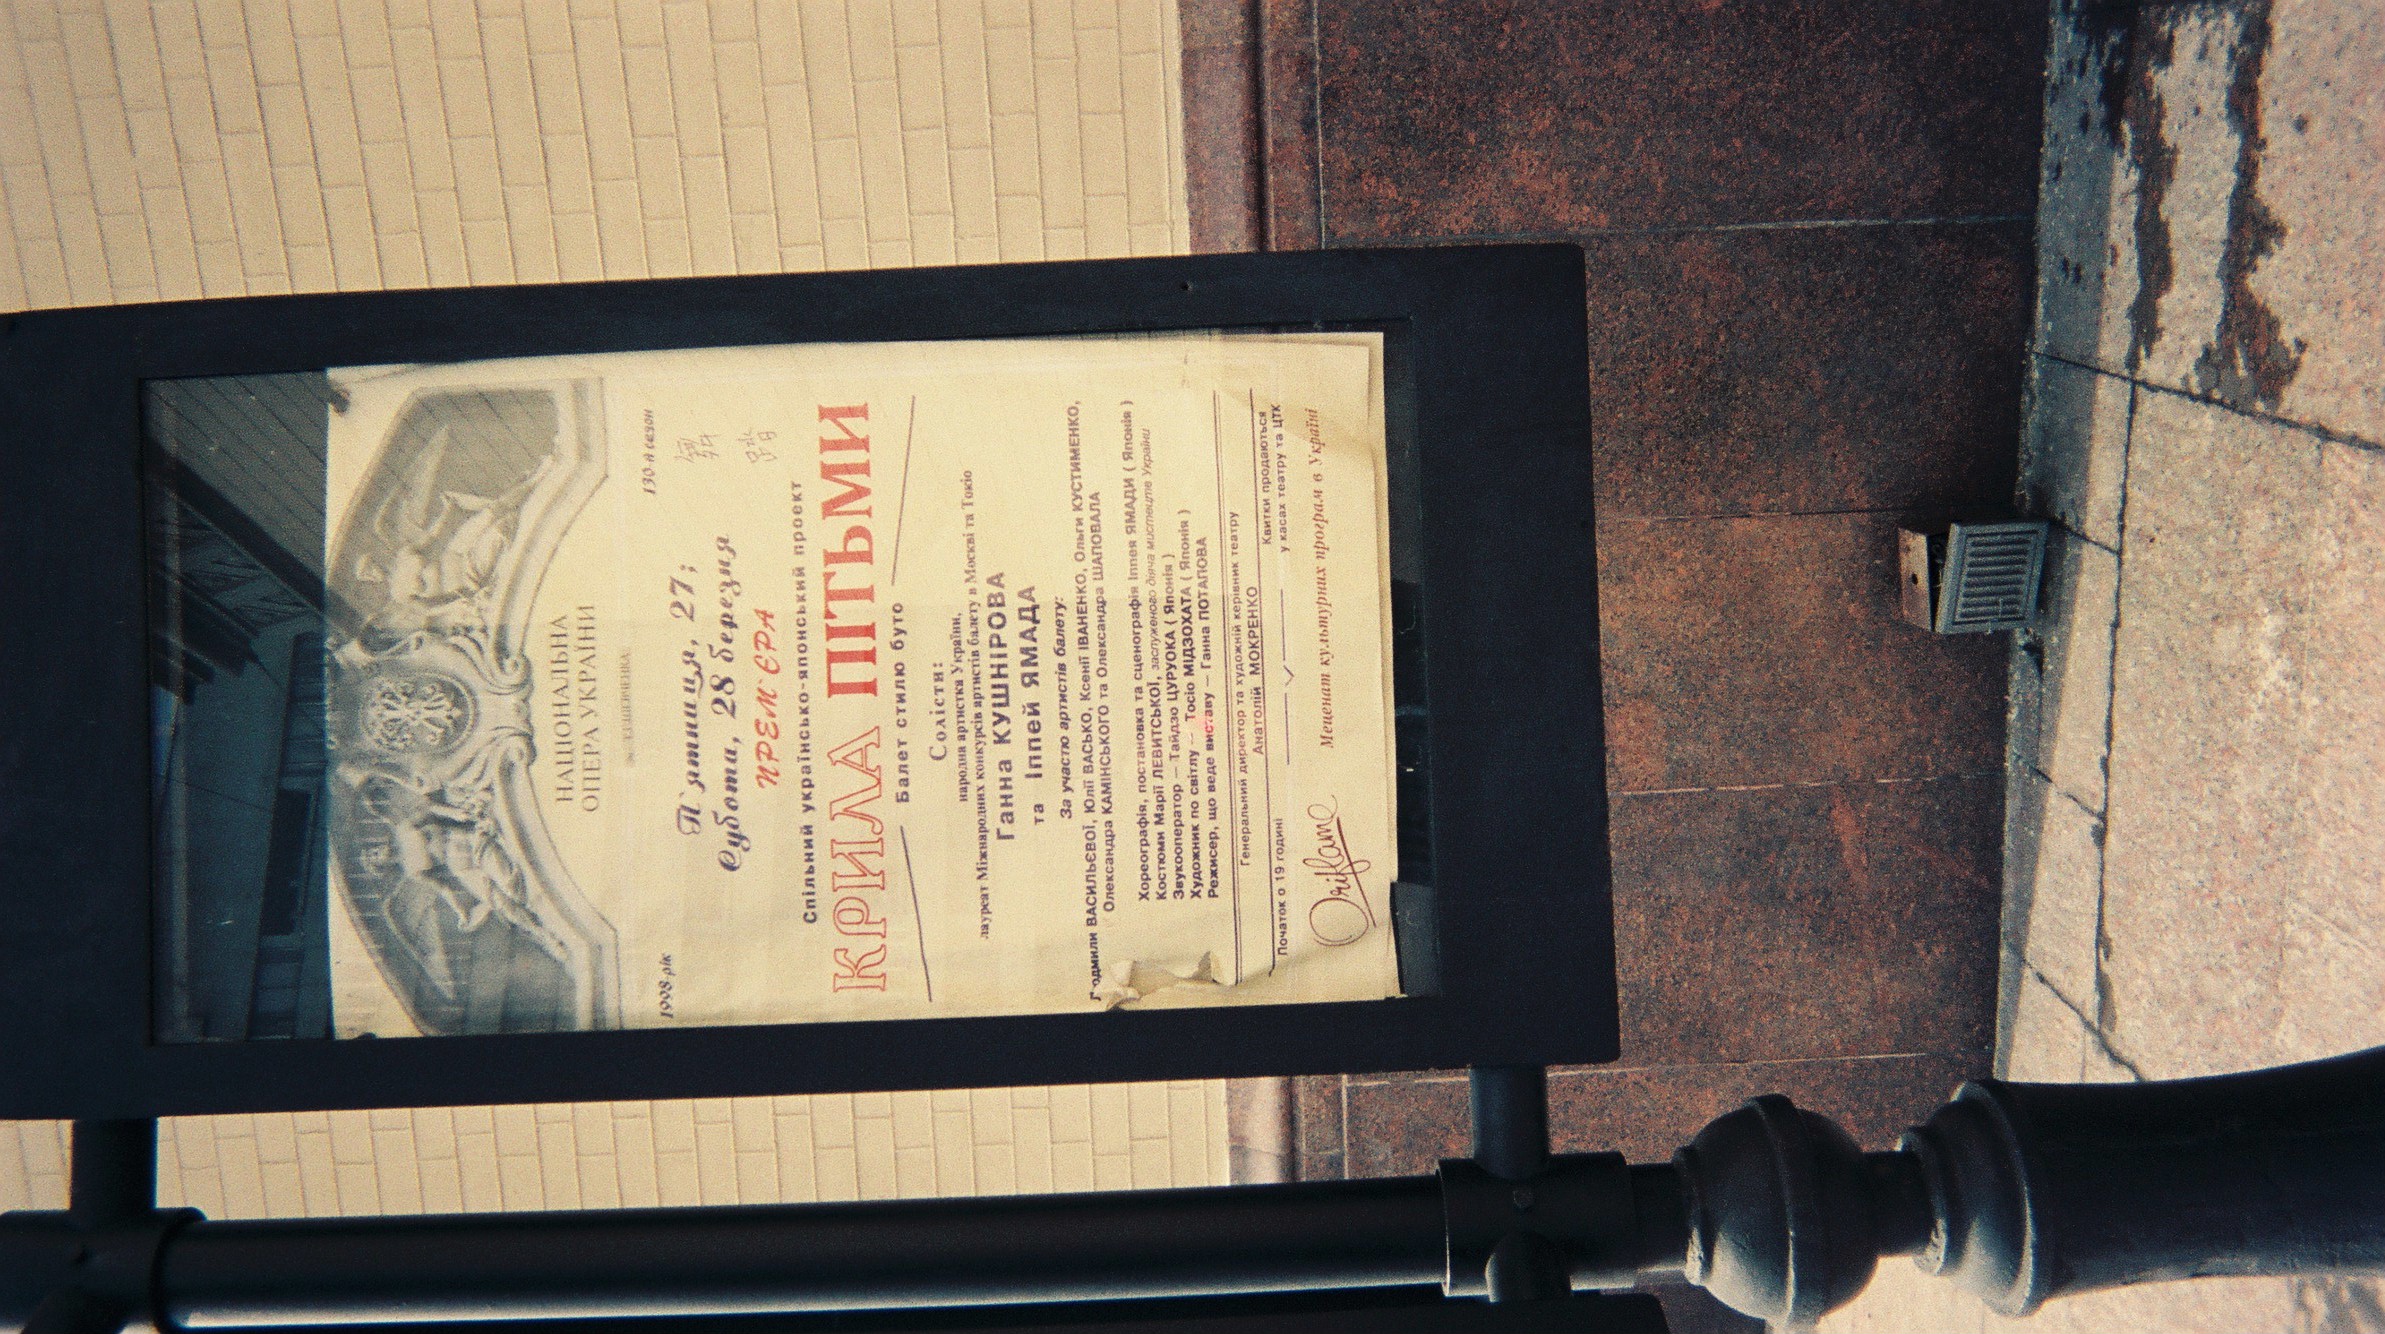 НАЦІОНАЛЬНА
ОПЕРА УКРАЇНИ
1998-рік
130-й сезон
П'ятниця, 27;
Субота, 28 березня
ПРЕМ'ЄРА
舞
踏
Спільний українсько-японський проект
КРИЛА ПІТЬМИ
Балет стилю буто
Солісти:
народна артистка України,
лауреат Міжнародних конкурсів артистів балету в Москві та Токіо
Ганна КУШНІРОВА
та Іппей ЯМАДА
За участю артистів балету:
ВАСИЛЬЄВОЇ, Юлії ВАСЬКО, Ксенії ІВАНЕНКО, Ольги КУСТИМЕНКО,
Олександра КАМІНСЬКОГО та Олександра ШАПОВАЛА
Хореографія, постановка та сценографія Іппея ЯМАДИ ( Японія )
Костюми Марії ЛЕВИТСЬКОЇ, заслуженого діяча мистецтв України
Звукооператор — Тайдзо ЦУРУОКА ( Японія )
Художник по світлу — Тосіо МІДЗОХАТА ( Японія )
Режисер, що веде виставу — Ганна ПОТАПОВА
Генеральний директор та художній керівник театру
Анатолій МОКРЕНКО
Початок о 19 годині
Квитки продаються
у касах театру та ЦТК
Oriflame
Меценат культурних програм в Україні